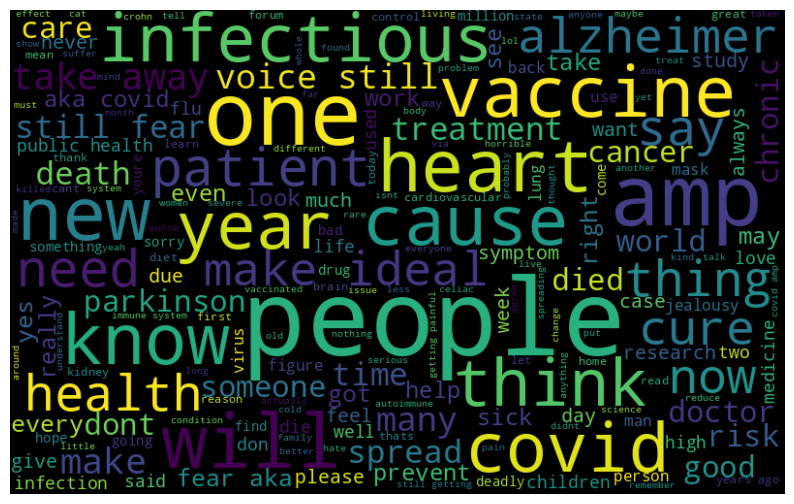 crohn effect cat tell forum control living million state anyone maybe great taken
care never mean infectious see lol show suffer back take yet done treat study alzheimer
take away mind whole found problem voice still vaccine
must aka covid flu work far body way use
month learn one used via
still fear youre different treatment want say chronic
public health horrible today probably isnt thought mask another always
thank death patient heart cancer
killed cant system even look much lung come
women severe rare cardiovascular right
made new year cause amp
worse bad symptom world may
something yeah sorry life everyone kind talk love
need diet due make ideal drug issue less live died thing
vaccinated brain celiac spreading case jealousy covid amp
yes really parkinson immune system first old nothing people getting painful week agree put change cure
understand know virus figure serious let home research two medicine
around kidney long reason actually autoimmune anything read reduce
health someone time got help think now
condition cold many sick science doctor
every dont find die feel day man
hope little don family hate well thats didnt high risk
going better pain
make will spread covid good
give please prevent deadly children person
infection said fear aka still getting remember years ago